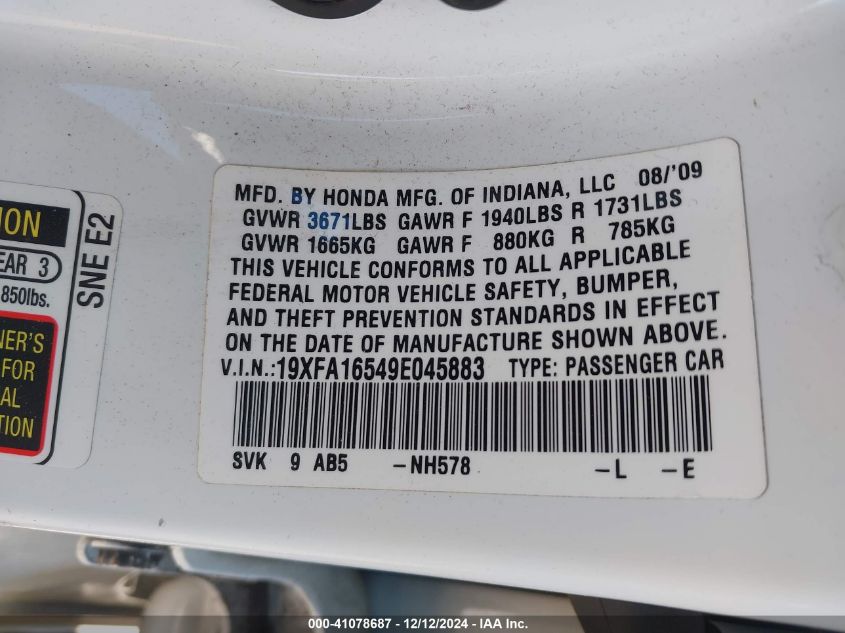 MFD. BY HONDA MFG. OF INDIANA, LLC 08/'09
GVWR 3671LBS GAWR F 1940LBS R 1731LBS
GVWR 1665KG GAWR F 880KG R 785KG
THIS VEHICLE CONFORMS TO ALL APPLICABLE
FEDERAL MOTOR VEHICLE SAFETY, BUMPER,
AND THEFT PREVENTION STANDARDS IN EFFECT
ON THE DATE OF MANUFACTURE SHOWN ABOVE.
V.I.N.:19XFA16549E045883 TYPE: PASSENGER CAR
SVK 9 AB5 -NH578 -L -E
ION
EAR 3
850lbs.
NER'S
FOR
AL
TION
SNE E2
000-41078687 - 12/12/2024 - IAA Inc.